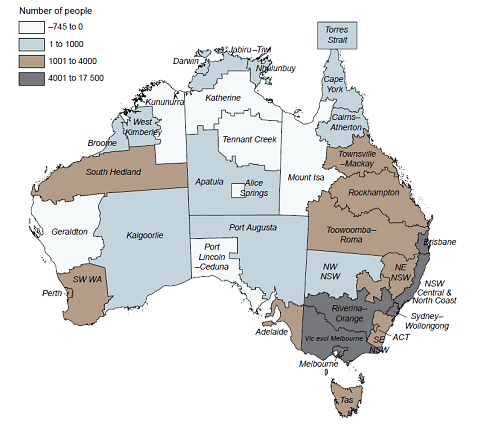 Number of people
–745 to 0
1 to 1000
1001 to 4000
4001 to 17 500
Torres
Strait
Jabiru–Tiwi
Darwin
Nhulunbuy
Cape
York
Kununurra
Katherine
West
Kimberley
Cairns–
Atherton
Broome
Tennant Creek
Townsville
–Mackay
South Hedland
Mount Isa
Apatula
Alice
Springs
Rockhampton
Geraldton
Kalgoorlie
Port Augusta
Toowoomba–
Roma
Brisbane
Port
Lincoln
–Ceduna
NW
NSW
NE
NSW
SW WA
Perth
NSW
Central &
North Coast
Riverina–
Orange
Sydney–
Wollongong
Adelaide
Vic excl Melbourne
SE
NSW
ACT
Melbourne
Tas